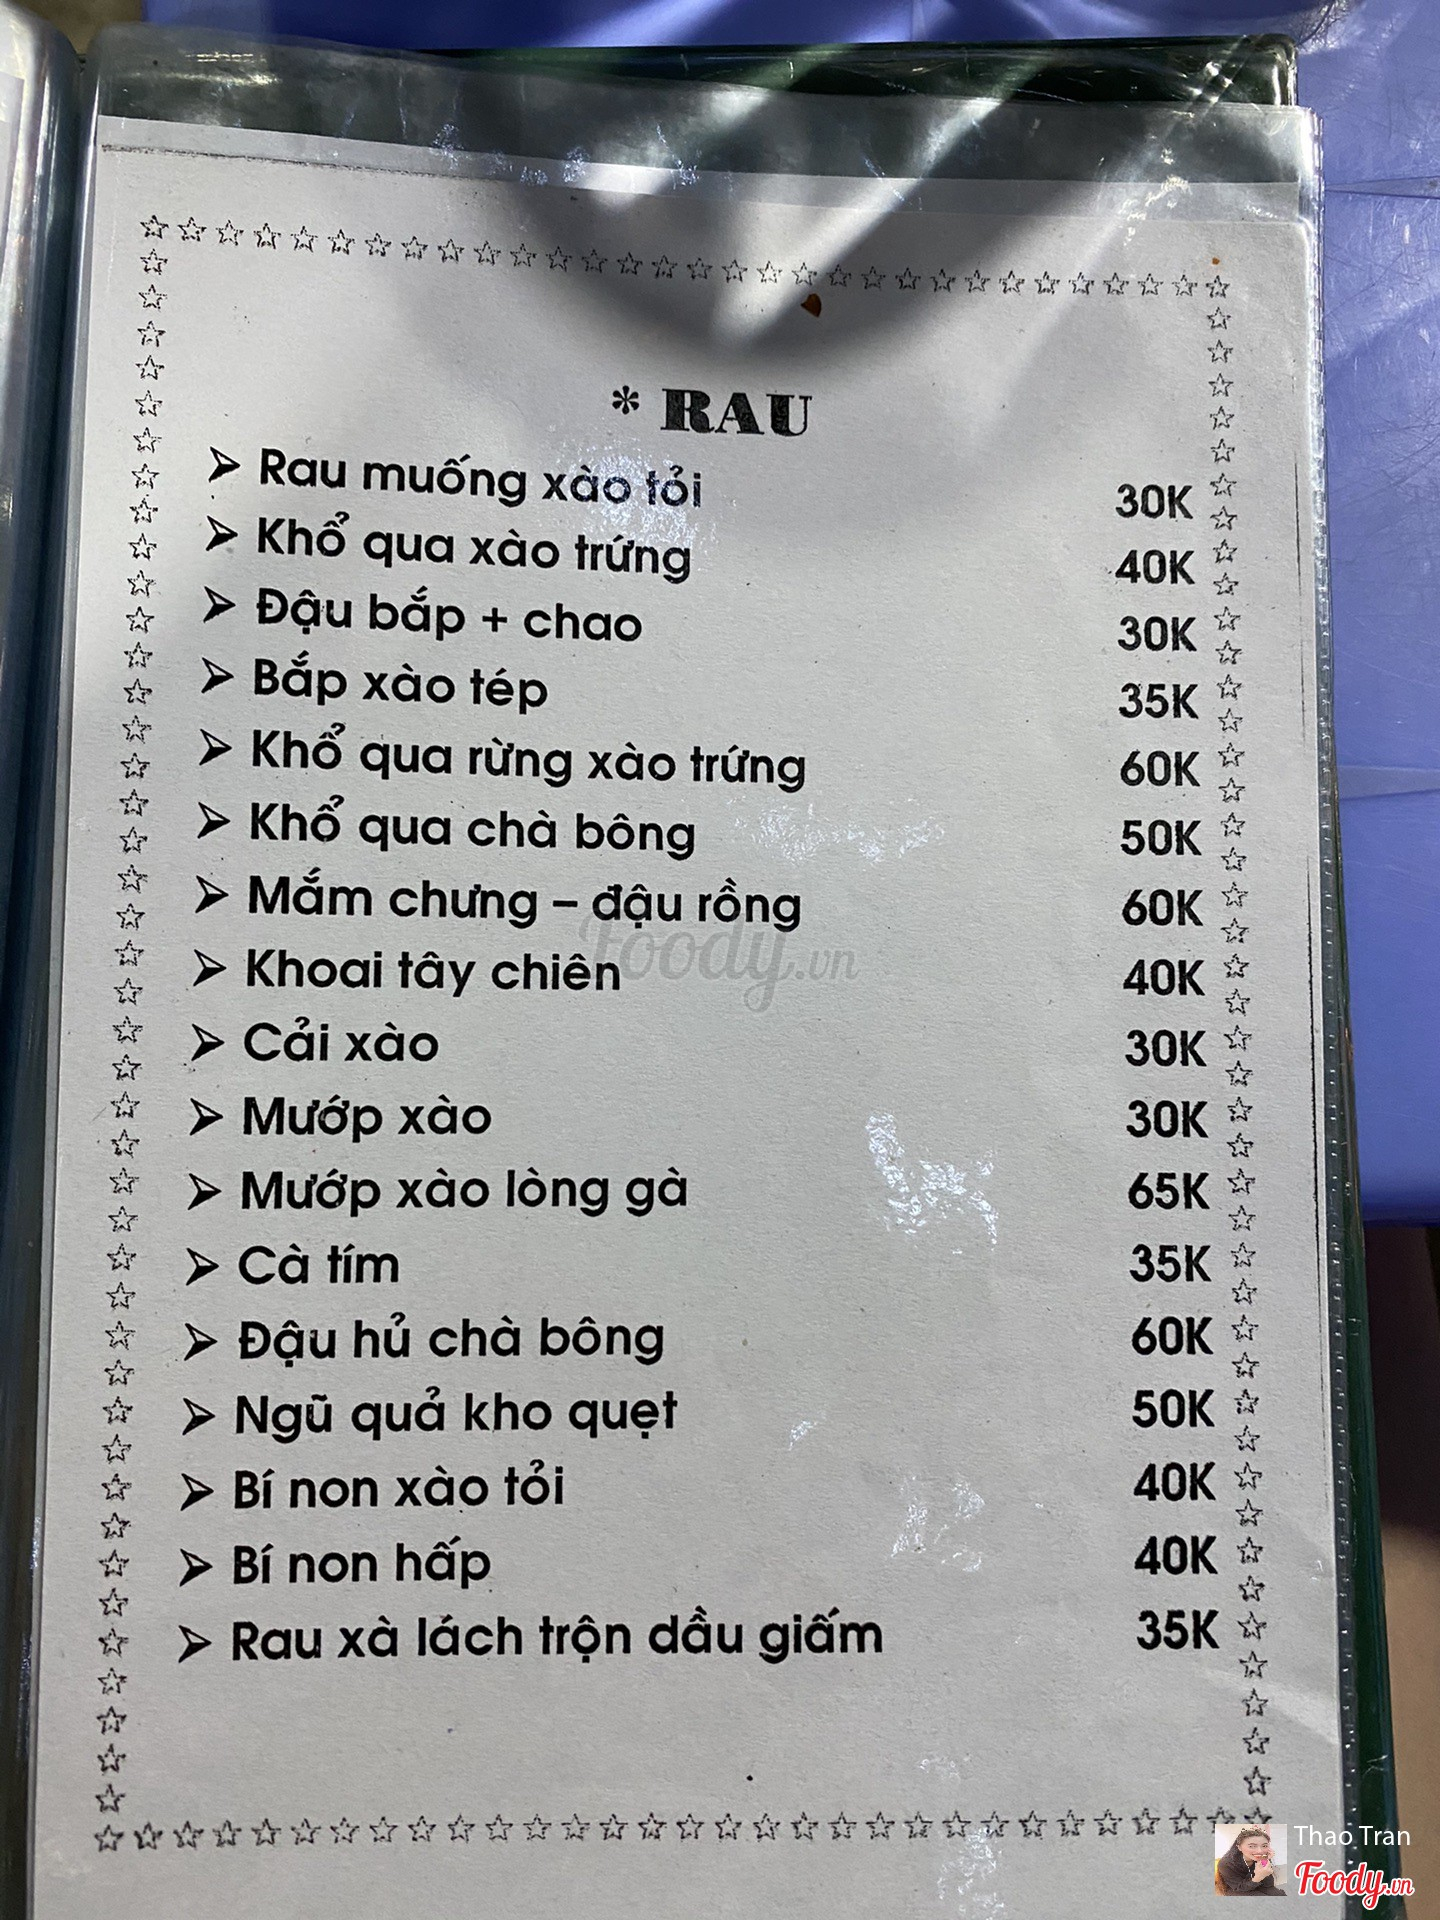 * RAU
➢ Rau muống xào tỏi 30K
➢ Khổ qua xào trứng 40K
➢ Đậu bắp + chao 30K
➢ Bắp xào tép 35K
➢ Khổ qua rừng xào trứng 60K
➢ Khổ qua chà bông 50K
➢ Mắm chưng – đậu rồng 60K
➢ Khoai tây chiên 40K
➢ Cải xào 30K
➢ Mướp xào 30K
➢ Mướp xào lòng gà 65K
➢ Cà tím 35K
➢ Đậu hủ chà bông 60K
➢ Ngũ quả kho quẹt 50K
➢ Bí non xào tỏi 40K
➢ Bí non hấp 40K
➢ Rau xà lách trộn dầu giấm 35K
Foody.vn
Thao Tran
Foody.vn